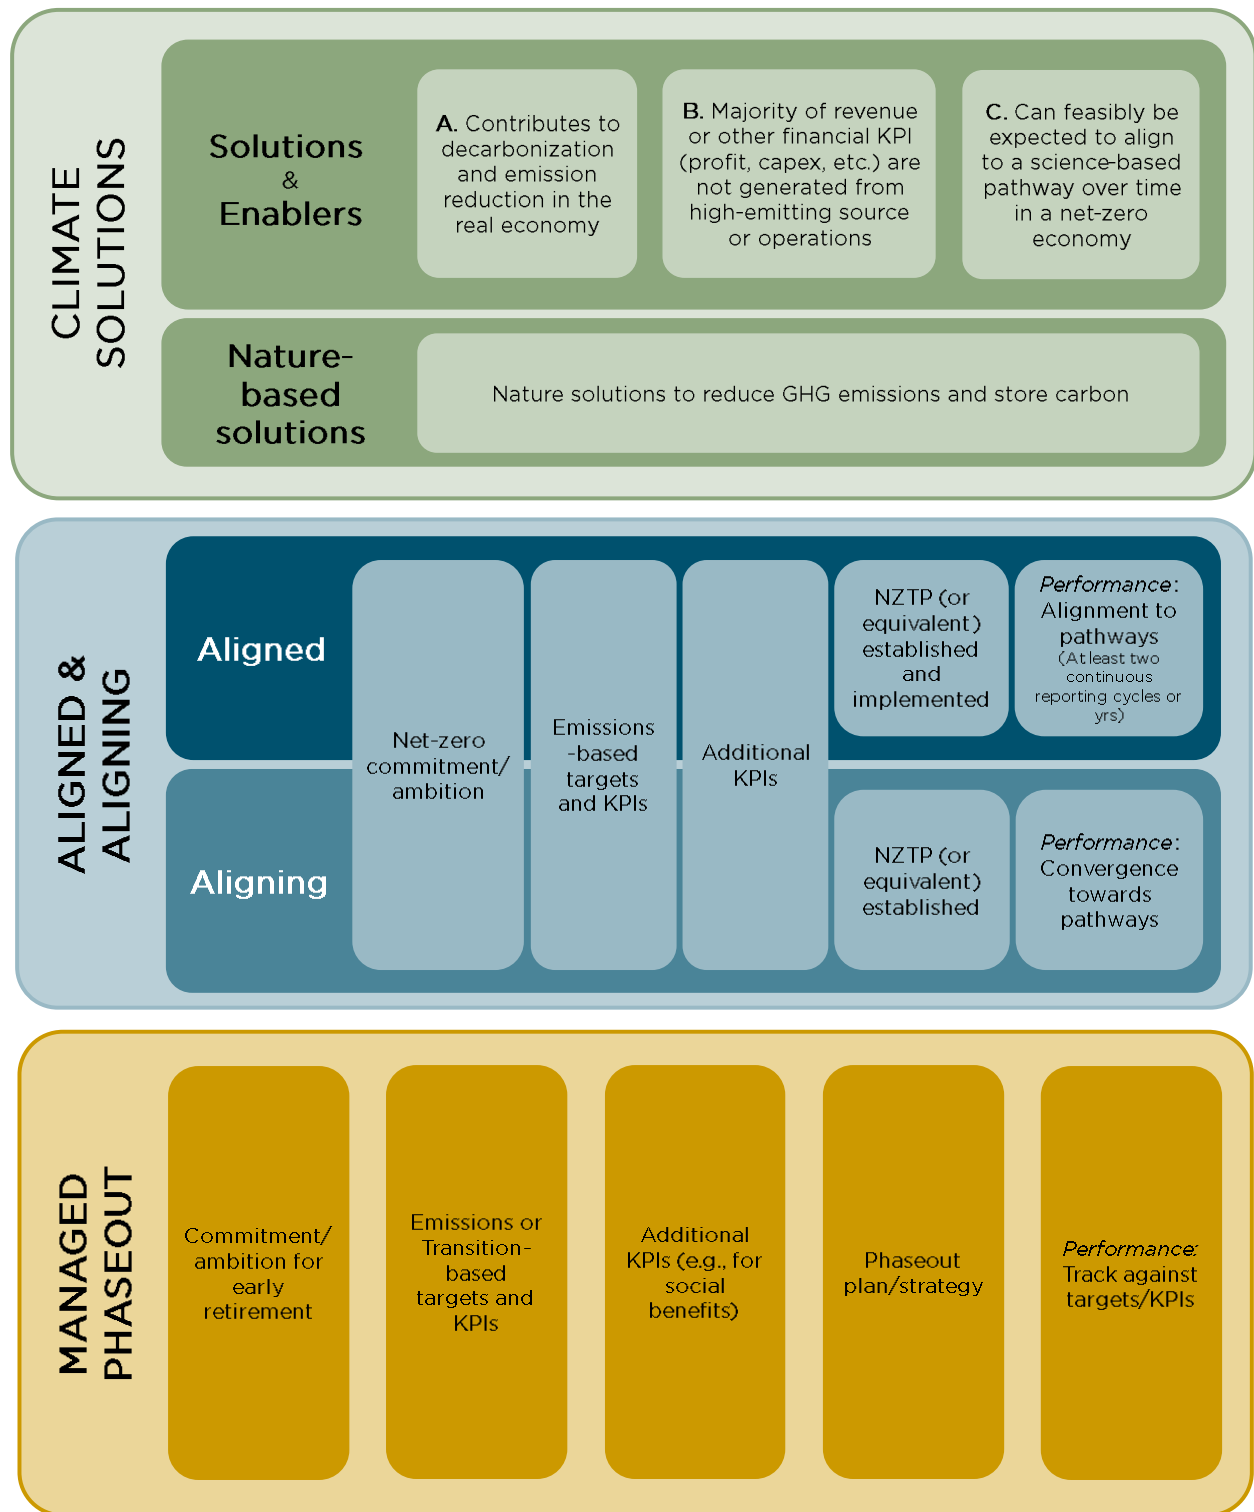 CLIMATE
SOLUTIONS
Solutions
&
Enablers
A. Contributes to
decarbonization
and emission
reduction in the
real economy
B. Majority of revenue
or other financial KPI
(profit, capex, etc.) are
not generated from
high-emitting source
or operations
C. Can feasibly be
expected to align
to a science-based
pathway over time
in a net-zero
economy
Nature-
based
solutions
Nature solutions to reduce GHG emissions and store carbon
ALIGNED &
ALIGNING
Aligned
Aligning
Net-zero
commitment/
ambition
Emissions
-based
targets
and KPIs
Additional
KPIs
NZTP (or
equivalent)
established
and
implemented
Performance:
Alignment to
pathways
(At least two
continuous
reporting cycles or
yrs)
NZTP (or
equivalent)
established
Performance:
Convergence
towards
pathways
MANAGED
PHASEOUT
Commitment/
ambition for
early
retirement
Emissions or
Transition-
based
targets and
KPIs
Additional
KPIs (e.g., for
social
benefits)
Phaseout
plan/strategy
Performance:
Track against
targets/KPIs